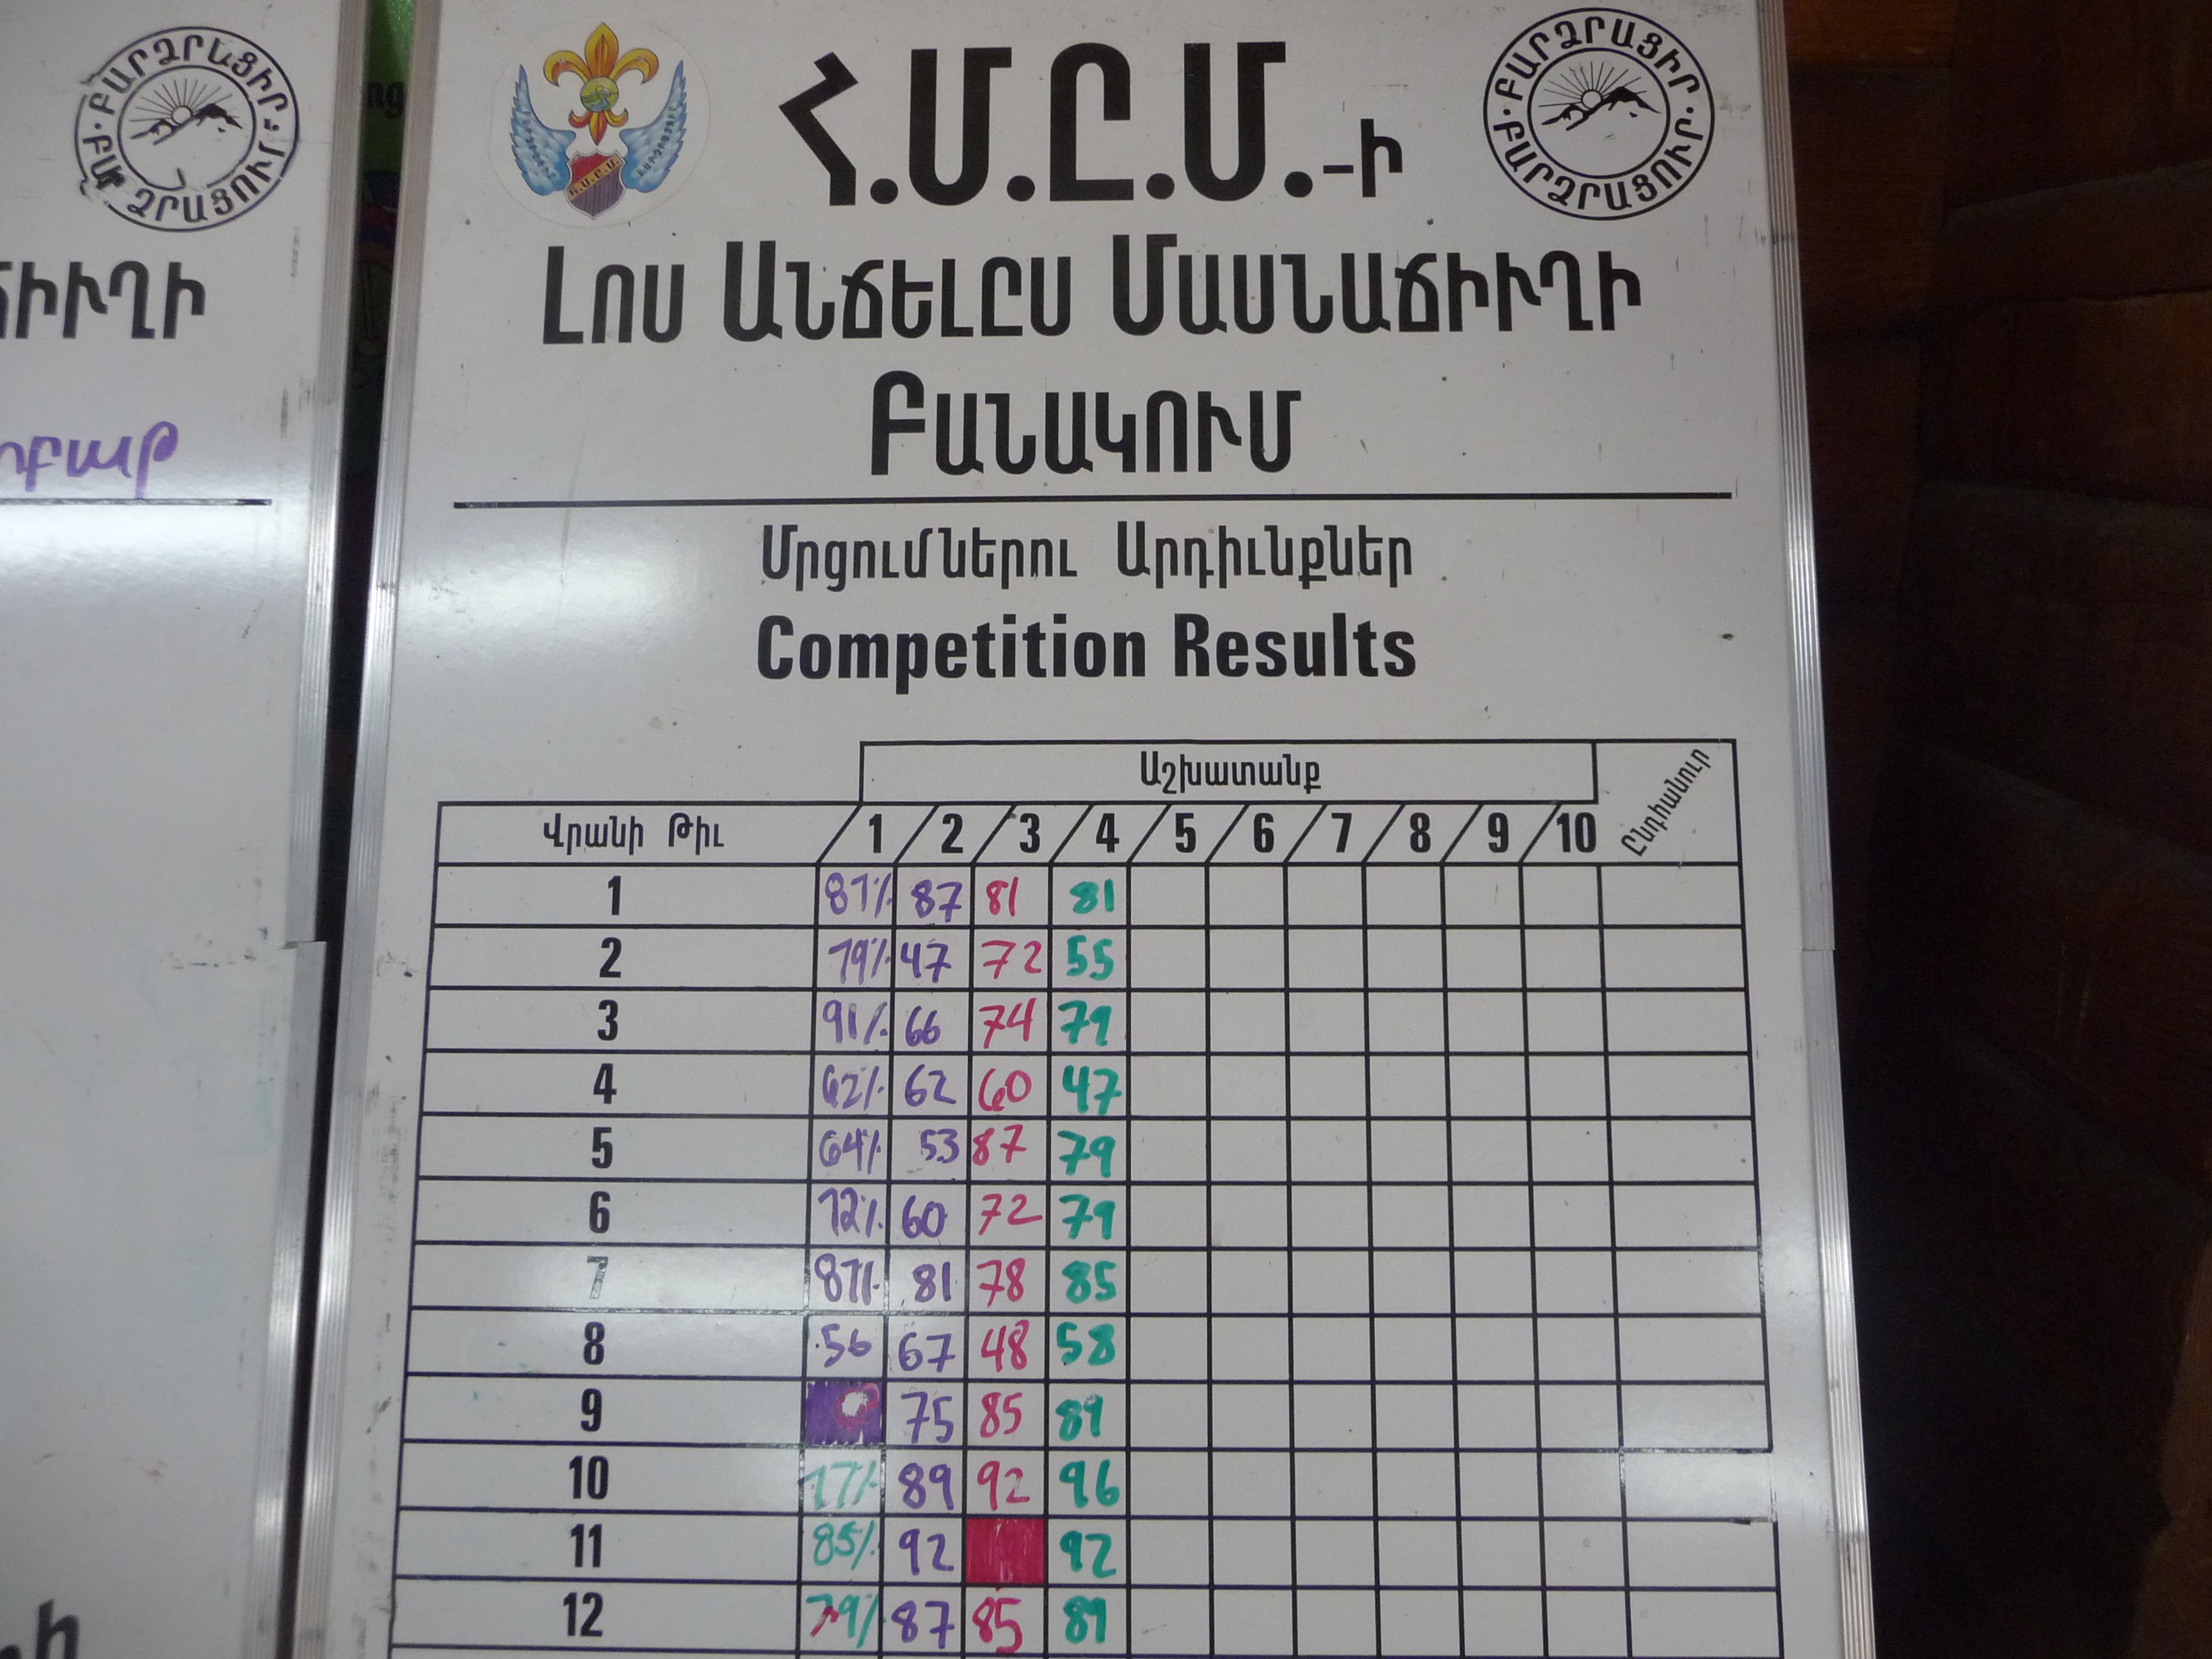 ԲԱՐՁՐԱՑԻՐ · ԲԱՐՁՐԱՑՈՒՐ
ՃԻՒՂԻ
Հ.Մ.Ը.Մ.-Ի
ԼՈՍ ԱՆՃԵԼԸՍ ՄԱՍՆԱՃԻՒՂԻ
ԲԱՆԱԿՈՒՄ
Մրցումներու Արդիւնքներ
Competition Results
Աշխատանք Ընդհանուր
Վրանի Թիւ 1 2 3 4 5 6 7 8 9 10
1 87% 87 81 81
2 79% 47 72 55
3 91% 66 74 79
4 62% 62 60 47
5 64% 53 87 79
6 72% 60 72 79
7 87% 81 78 85
8 56 67 48 58
9 75 85 89
10 77% 89 92 96
11 85% 92 92
12 79% 87 85 89